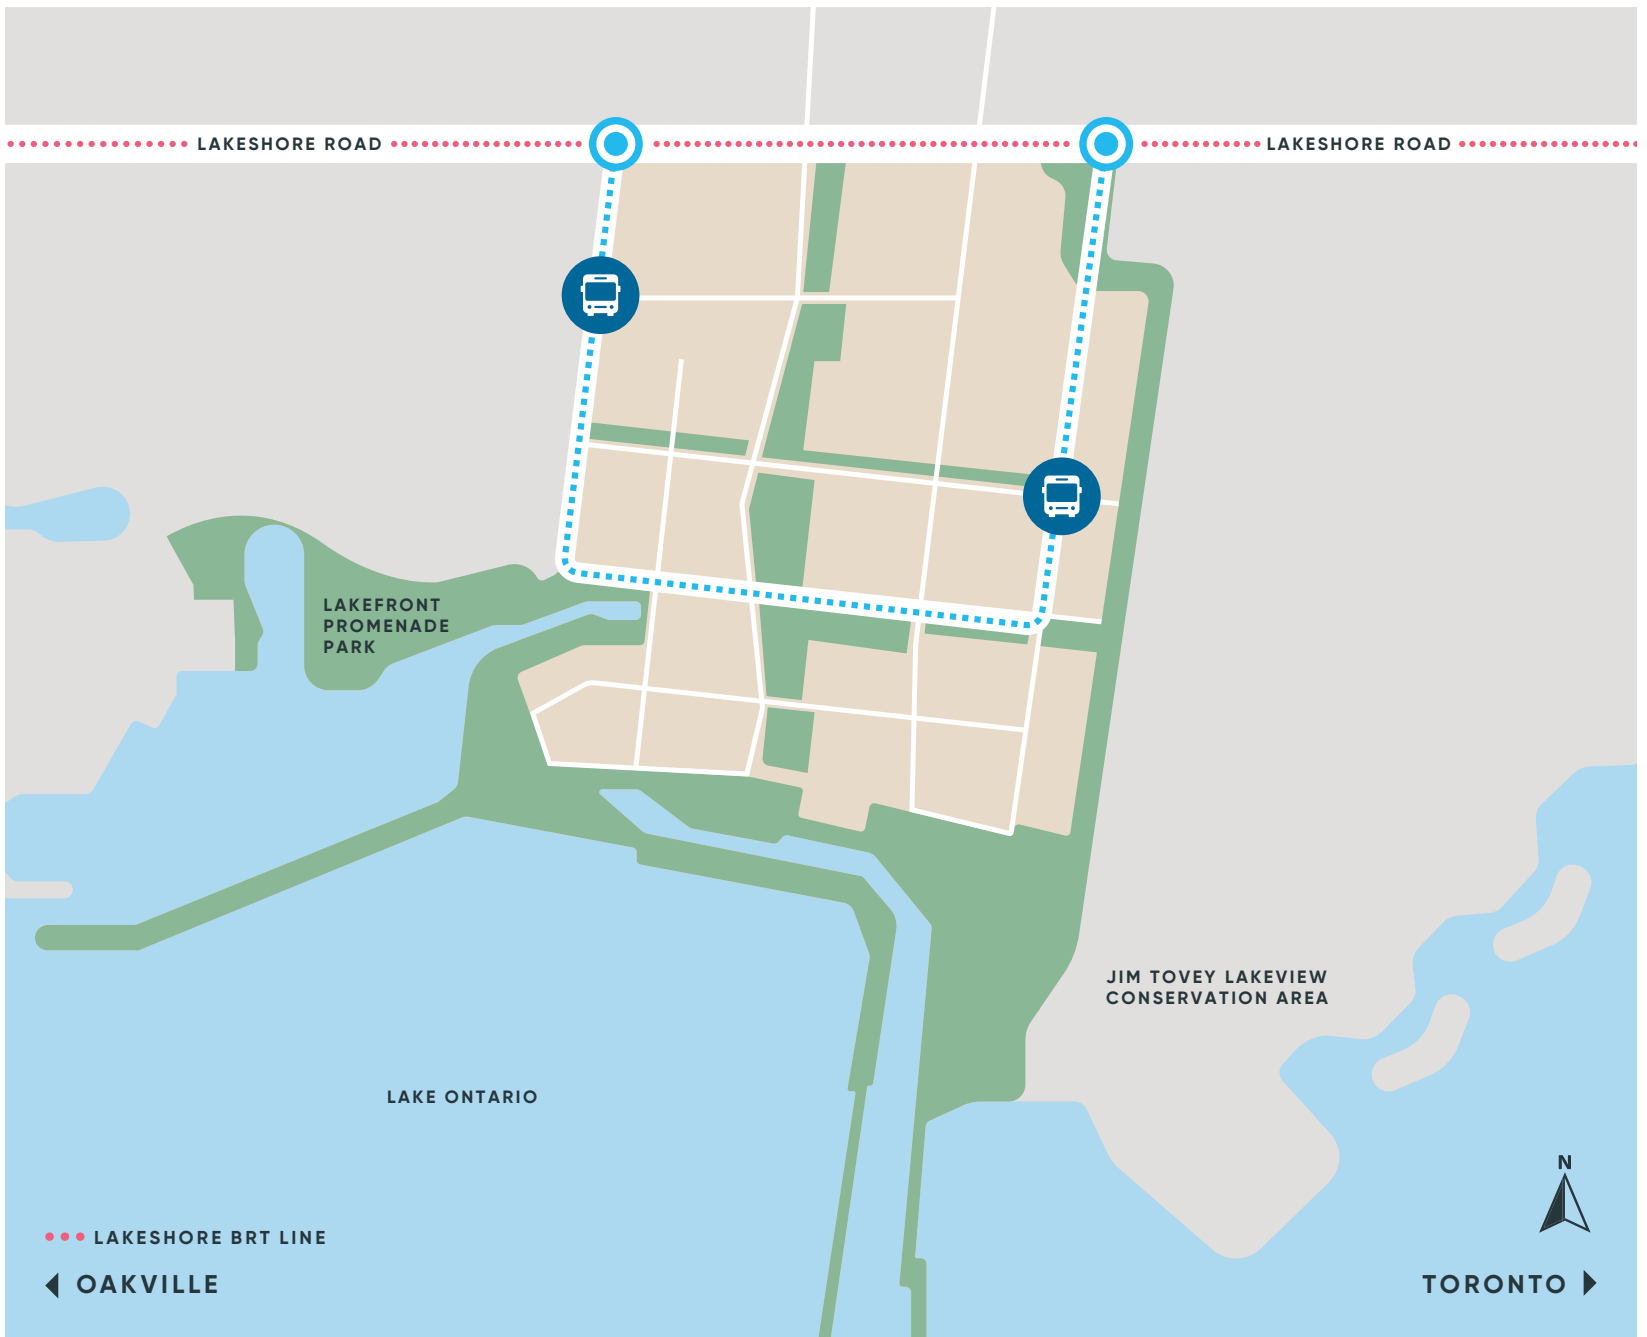 LAKESHORE ROAD
LAKESHORE ROAD
LAKEFRONT
PROMENADE
PARK
JIM TOVEY LAKEVIEW
CONSERVATION AREA
LAKE ONTARIO
N
LAKESHORE BRT LINE
OAKVILLE
TORONTO